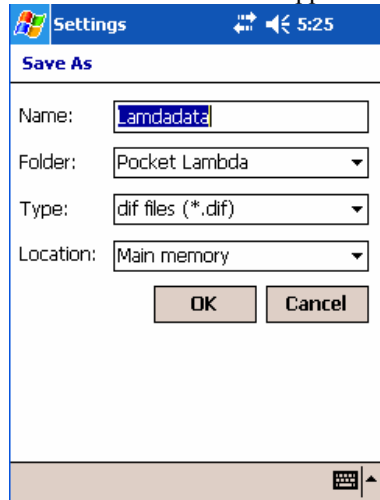 Settings 5:25
Save As
Name: Lamdadata
Folder: Pocket Lambda
Type: dif files (*.dif)
Location: Main memory
OK Cancel